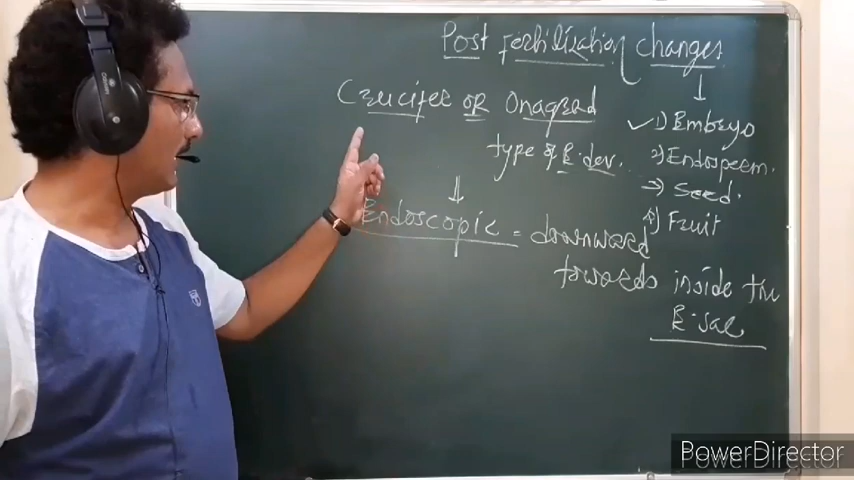 Post fertilization changes
Crucifer or Onagrad
type of E. dev.
↓
Endoscopic = downward
towards inside the
E. sac
↓
✓ 1) Embryo
2) Endosperm.
3) Seed.
4) Fruit
PowerDirector